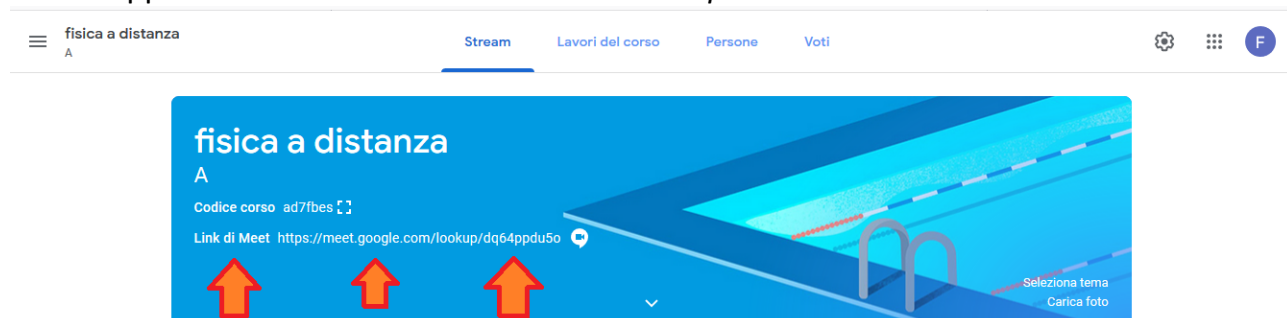 fisica a distanza
A
Stream Lavori del corso Persone Voti
F
fisica a distanza
A
Codice corso ad7fbes
Link di Meet https://meet.google.com/lookup/dq64ppdu5o
Seleziona tema
Carica foto